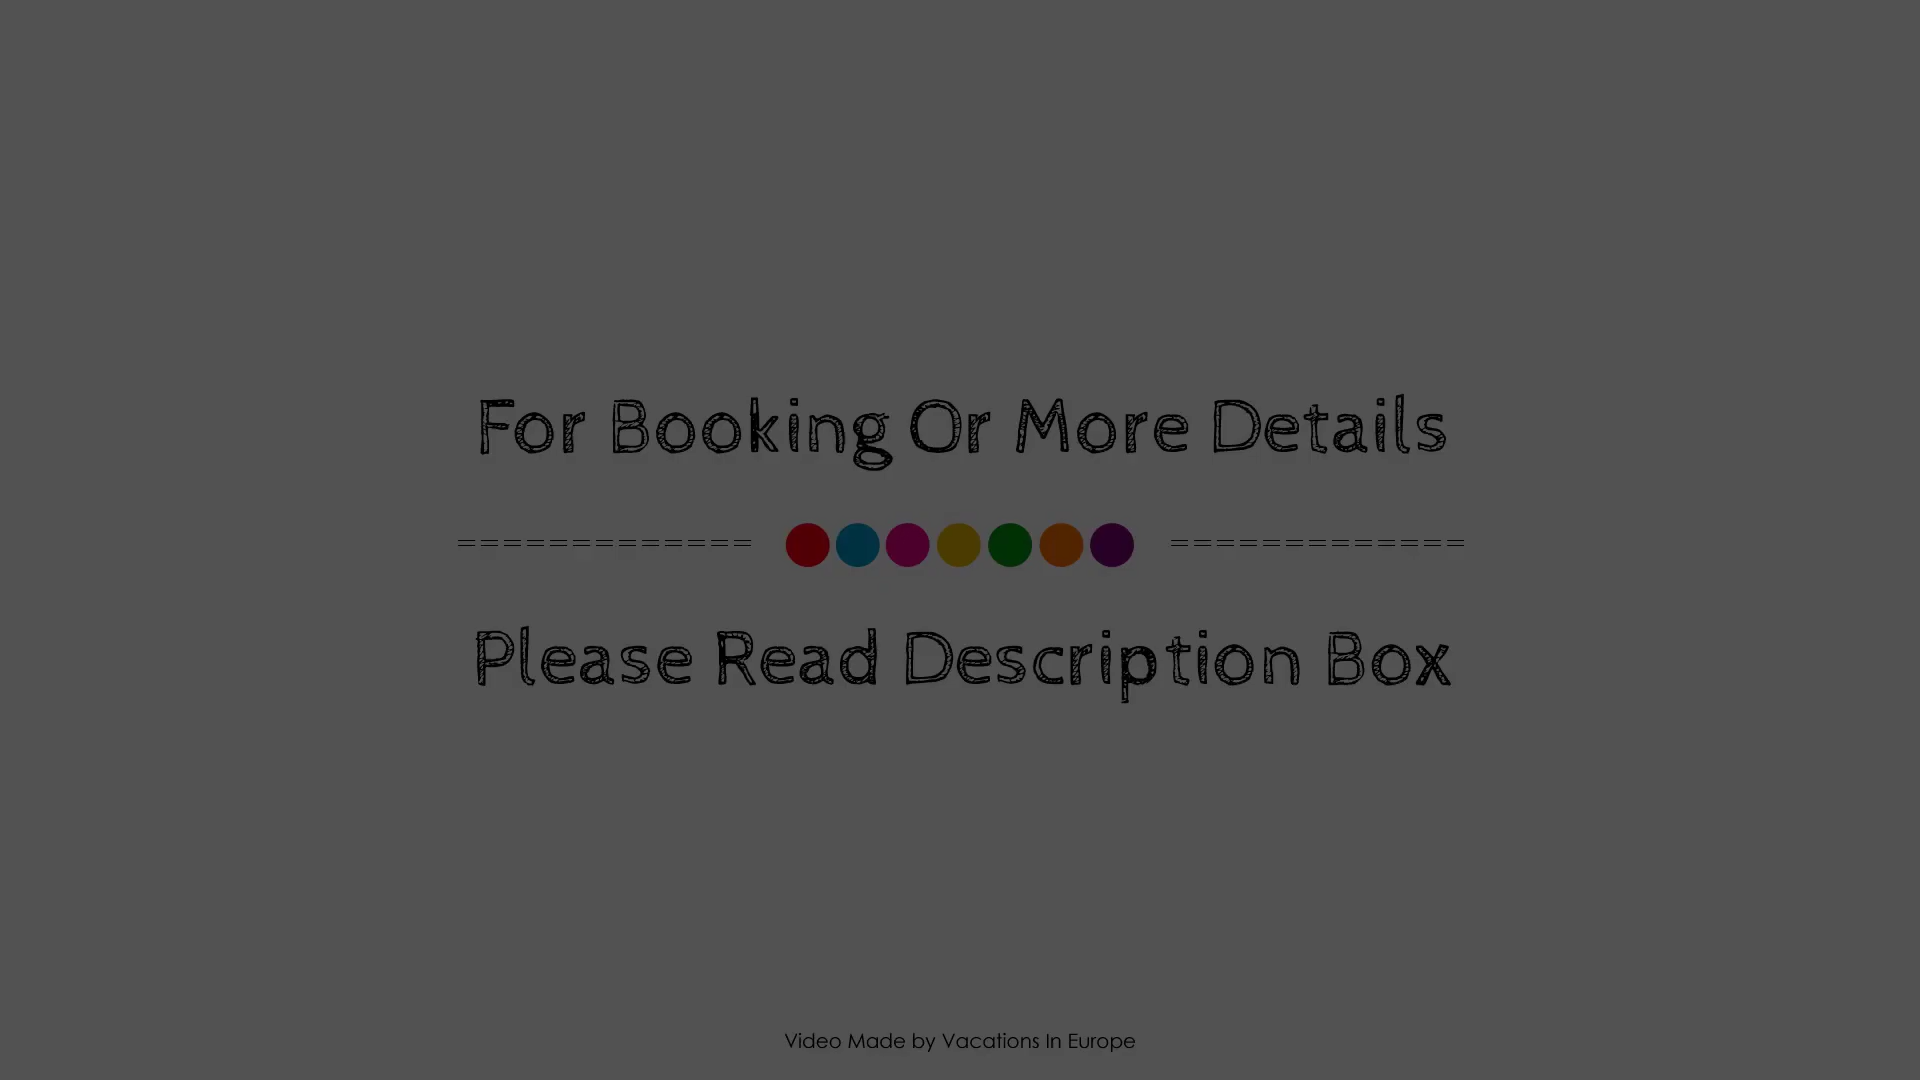 For Booking Or More Details
============= =============
Please Read Description Box
Video Made by Vacations In Europe